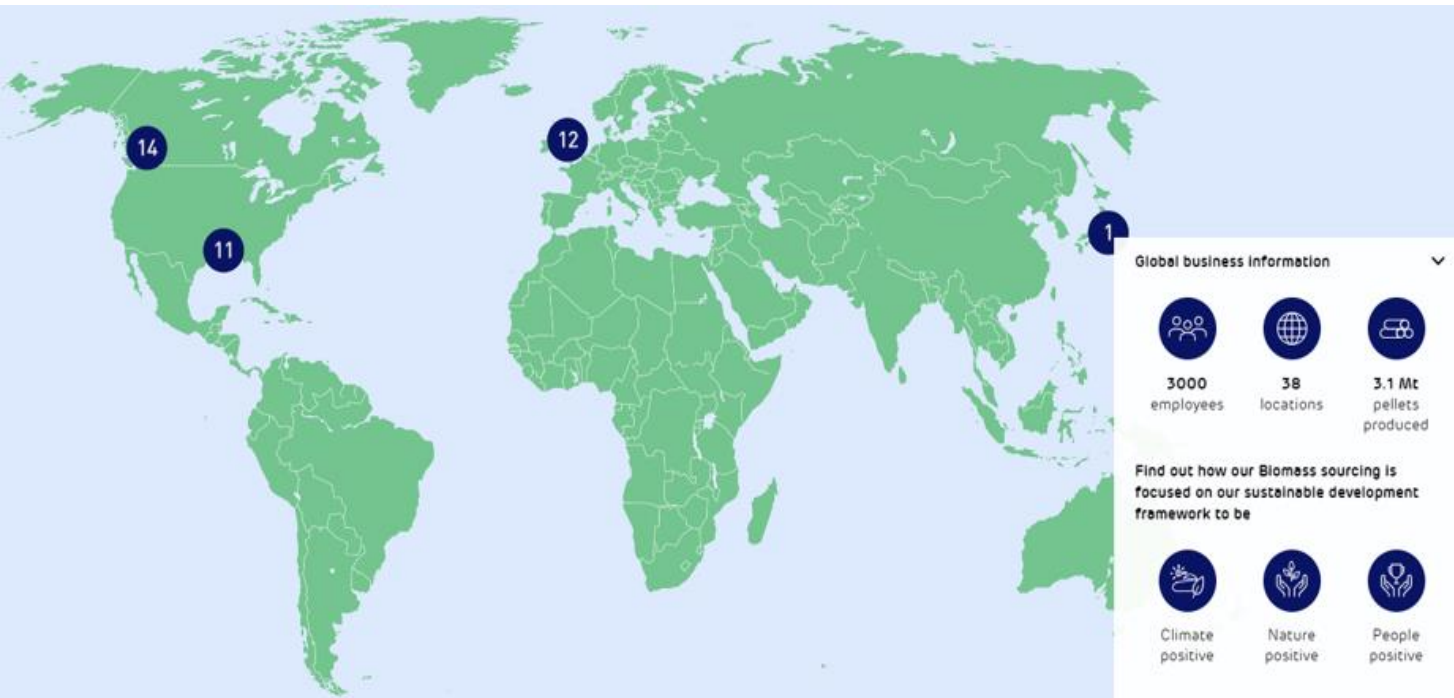 14
12
11
1
Global business information
3000
employees
38
locations
3.1 Mt
pellets
produced
Find out how our Biomass sourcing is
focused on our sustainable development
framework to be
Climate
positive
Nature
positive
People
positive